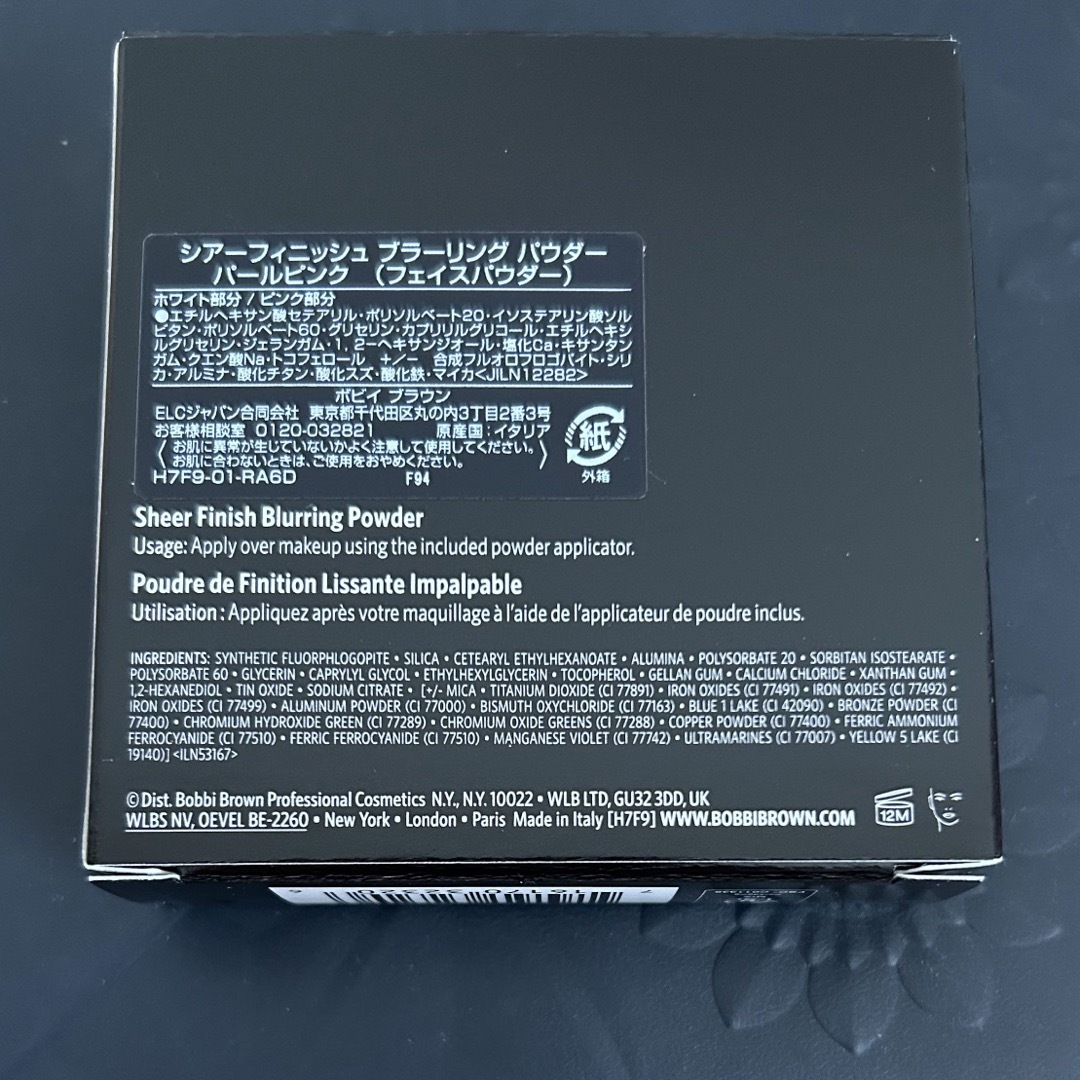 シアーフィニッシュ ブラーリング パウダー
パールピンク （フェイスパウダー）
ホワイト部分 / ピンク部分
●エチルヘキサン酸セテアリル・ポリソルベート20・イソステアリン酸ソル
ビタン・ポリソルベート60・グリセリン・カプリリルグリコール・エチルヘキシ
ルグリセリン・ジェランガム・1，2－ヘキサンジオール・塩化Ca・キサンタン
ガム・クエン酸Na・トコフェロール +/− 合成フルオロフロゴパイト・シリ
カ・アルミナ・酸化チタン・酸化スズ・酸化鉄・マイカ<JILN12282>
ボビイ ブラウン
ELCジャパン合同会社 東京都千代田区丸の内3丁目2番3号
お客様相談室 0120-032821 原産国：イタリア
お肌に異常が生じていないかよく注意して使用してください。
お肌に合わないときは、ご使用をおやめください。
H7F9-01-RA6D F94
紙
外箱
Sheer Finish Blurring Powder
Usage: Apply over makeup using the included powder applicator.
Poudre de Finition Lissante Impalpable
Utilisation : Appliquez après votre maquillage à l'aide de l'applicateur de poudre inclus.
INGREDIENTS: SYNTHETIC FLUORPHLOGOPITE • SILICA • CETEARYL ETHYLHEXANOATE • ALUMINA • POLYSORBATE 20 • SORBITAN ISOSTEARATE •
POLYSORBATE 60 • GLYCERIN • CAPRYLYL GLYCOL • ETHYLHEXYLGLYCERIN • TOCOPHEROL • GELLAN GUM • CALCIUM CHLORIDE • XANTHAN GUM •
1,2-HEXANEDIOL • TIN OXIDE • SODIUM CITRATE • [+/- MICA • TITANIUM DIOXIDE (CI 77891) • IRON OXIDES (CI 77491) • IRON OXIDES (CI 77492) •
IRON OXIDES (CI 77499) • ALUMINUM POWDER (CI 77000) • BISMUTH OXYCHLORIDE (CI 77163) • BLUE 1 LAKE (CI 42090) • BRONZE POWDER (CI
77400) • CHROMIUM HYDROXIDE GREEN (CI 77289) • CHROMIUM OXIDE GREENS (CI 77288) • COPPER POWDER (CI 77400) • FERRIC AMMONIUM
FERROCYANIDE (CI 77510) • FERRIC FERROCYANIDE (CI 77510) • MANGANESE VIOLET (CI 77742) • ULTRAMARINES (CI 77007) • YELLOW 5 LAKE (CI
19140)] <ILN53167>
© Dist. Bobbi Brown Professional Cosmetics N.Y., N.Y. 10022 • WLB LTD, GU32 3DD, UK
WLBS NV, OEVEL BE-2260 • New York • London • Paris Made in Italy [H7F9] WWW.BOBBIBROWN.COM
12M